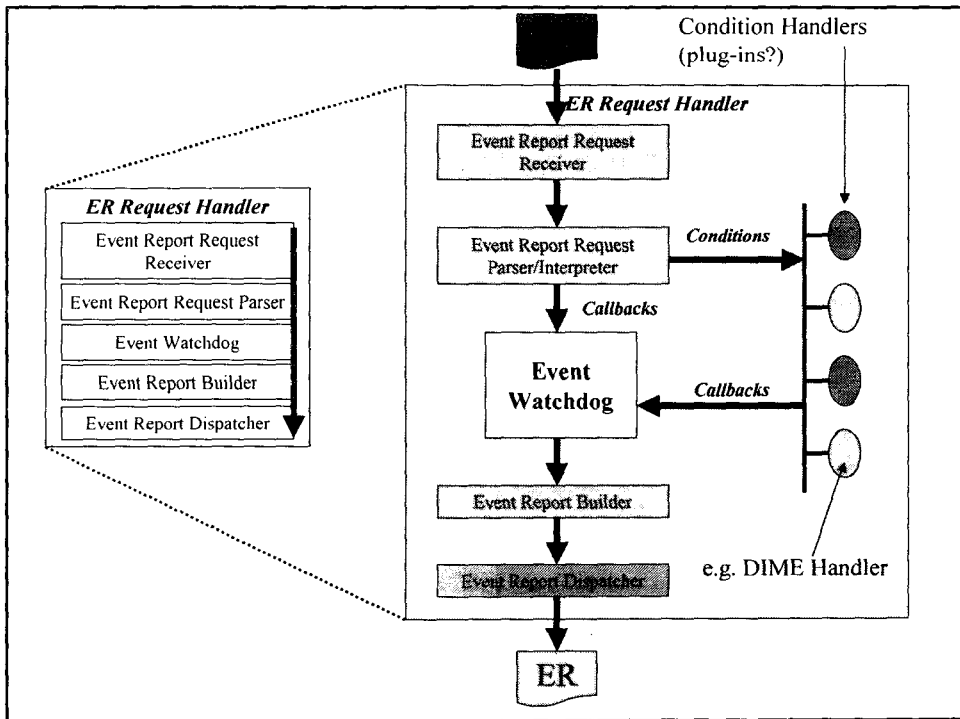 Condition Handlers
(plug-ins?)
ER Request Handler
Event Report Request
Receiver
Event Report Request Parser
Event Watchdog
Event Report Builder
Event Report Dispatcher
ER Request Handler
Event Report Request
Receiver
Event Report Request
Parser/Interpreter
Conditions
Callbacks
Event
Watchdog
Callbacks
Event Report Builder
Event Report Dispatcher
e.g. DIME Handler
ER